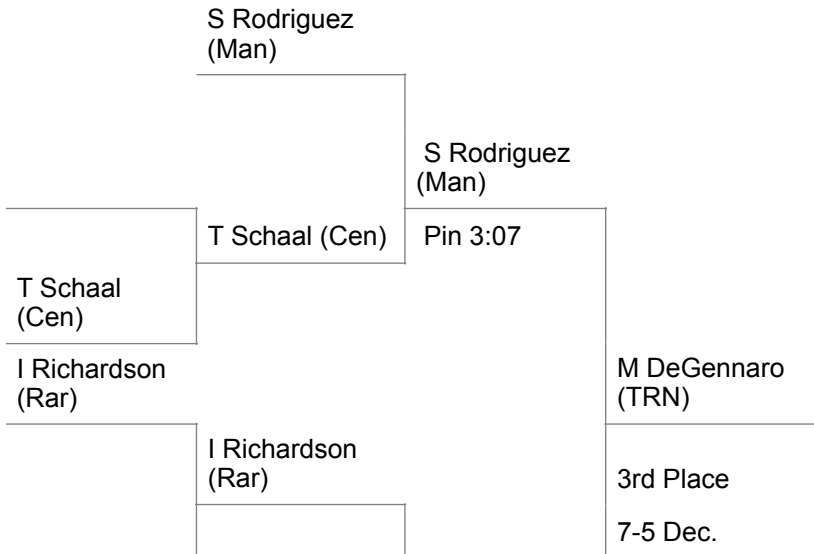 S Rodriguez
(Man)
S Rodriguez
(Man)
T Schaal (Cen)
Pin 3:07
T Schaal
(Cen)
I Richardson
(Rar)
M DeGennaro
(TRN)
I Richardson
(Rar)
3rd Place
7-5 Dec.